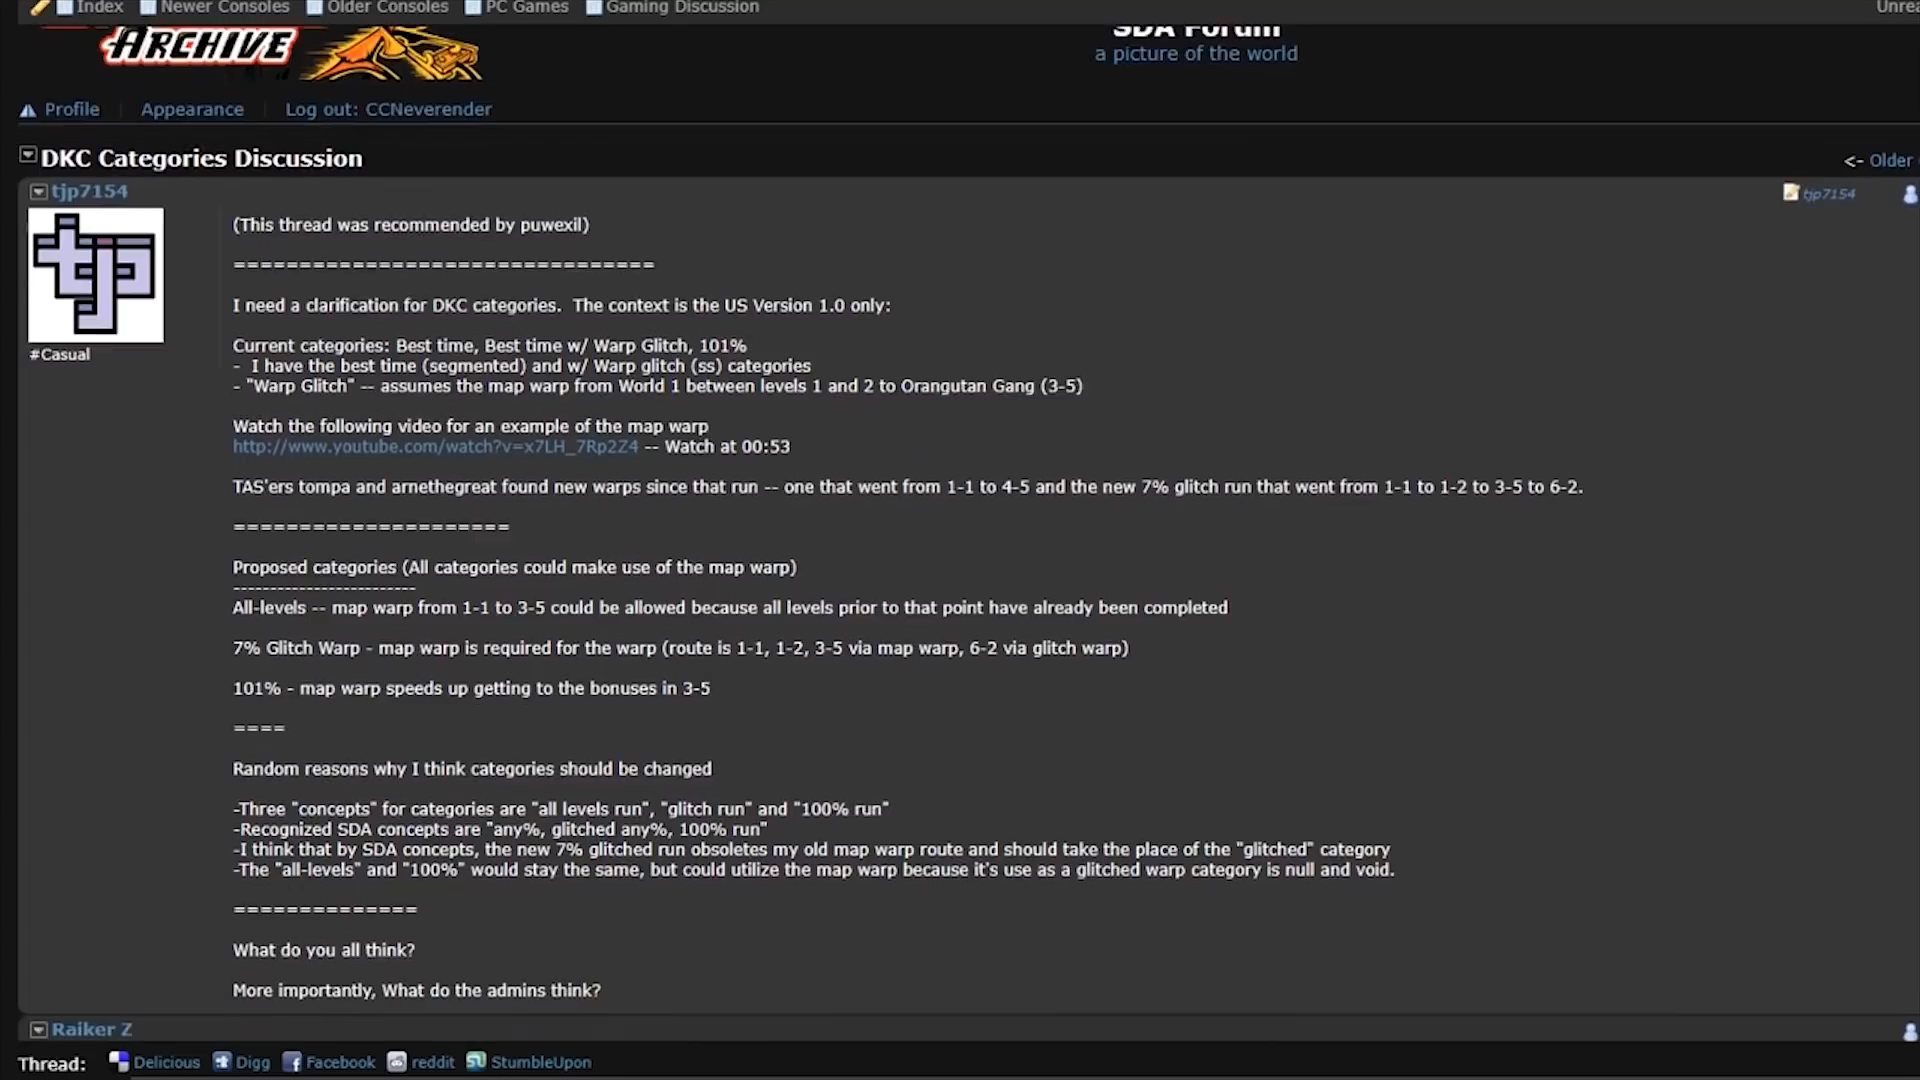 Index Newer Consoles Older Consoles PC Games Gaming Discussion
ARCHIVE
SDA Forum
a picture of the world
Profile Appearance Log out: CCNeverender
DKC Categories Discussion <- Older
tjp7154 tjp7154
tjp
#Casual
(This thread was recommended by puwexil)
================================
I need a clarification for DKC categories. The context is the US Version 1.0 only:
Current categories: Best time, Best time w/ Warp Glitch, 101%
- I have the best time (segmented) and w/ Warp glitch (ss) categories
- "Warp Glitch" -- assumes the map warp from World 1 between levels 1 and 2 to Orangutan Gang (3-5)
Watch the following video for an example of the map warp
http://www.youtube.com/watch?v=x7LH_7Rp2Z4 -- Watch at 00:53
TAS'ers tompa and arnethegreat found new warps since that run -- one that went from 1-1 to 4-5 and the new 7% glitch run that went from 1-1 to 1-2 to 3-5 to 6-2.
=====================
Proposed categories (All categories could make use of the map warp)
-------------------------
All-levels -- map warp from 1-1 to 3-5 could be allowed because all levels prior to that point have already been completed
7% Glitch Warp - map warp is required for the warp (route is 1-1, 1-2, 3-5 via map warp, 6-2 via glitch warp)
101% - map warp speeds up getting to the bonuses in 3-5
====
Random reasons why I think categories should be changed
-Three "concepts" for categories are "all levels run", "glitch run" and "100% run"
-Recognized SDA concepts are "any%, glitched any%, 100% run"
-I think that by SDA concepts, the new 7% glitched run obsoletes my old map warp route and should take the place of the "glitched" category
-The "all-levels" and "100%" would stay the same, but could utilize the map warp because it's use as a glitched warp category is null and void.
==============
What do you all think?
More importantly, What do the admins think?
Raiker Z
Thread: Delicious Digg Facebook reddit StumbleUpon